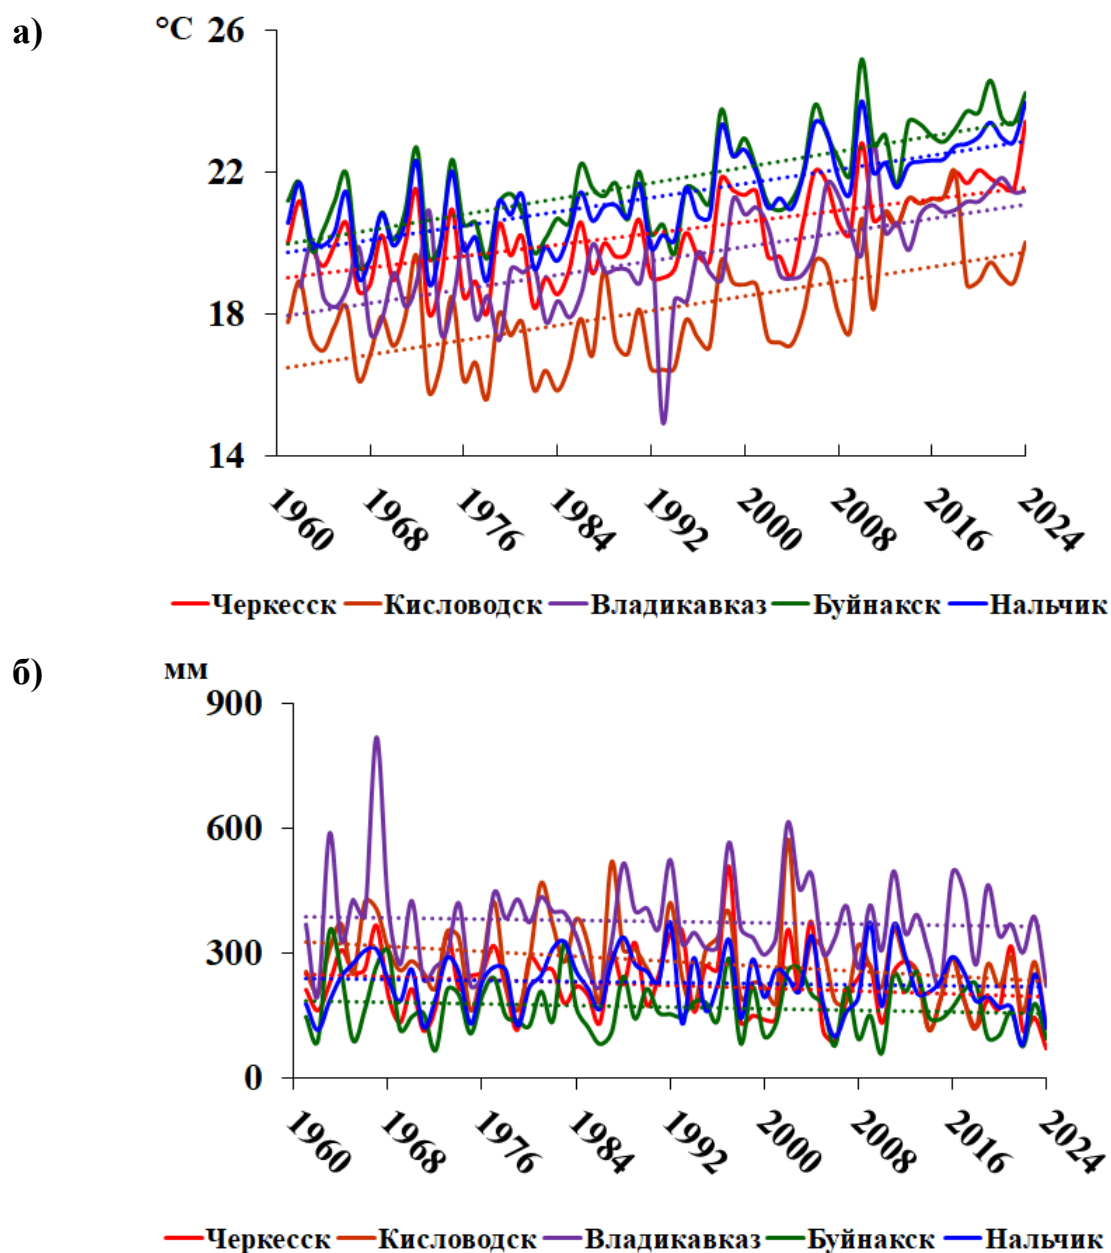 а)
°C 26
22
18
14
1960 1968 1976 1984 1992 2000 2008 2016 2024
Черкесск Кисловодск Владикавказ Буйнакск Нальчик
б)
мм
900
600
300
0
1960 1968 1976 1984 1992 2000 2008 2016 2024
Черкесск Кисловодск Владикавказ Буйнакск Нальчик